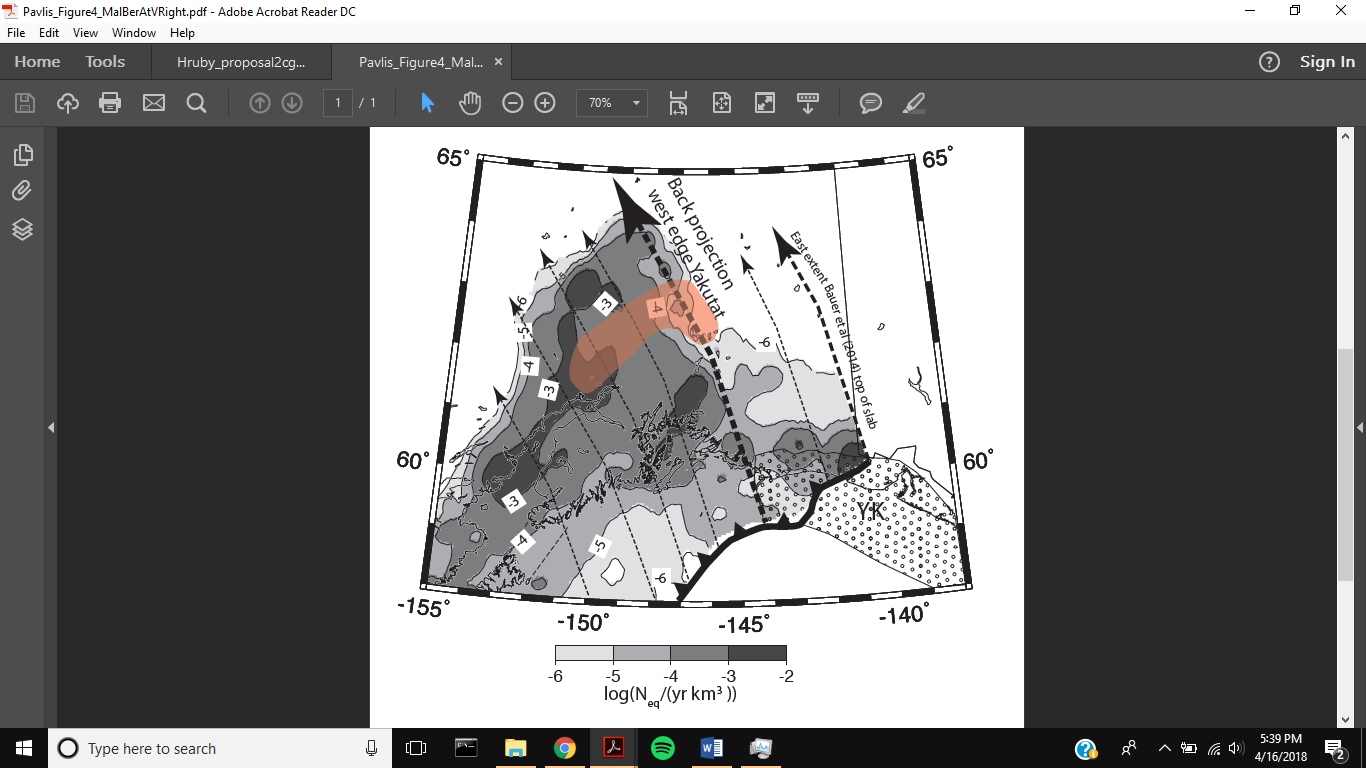 Pavlis_Figure4_MalBerAtVRight.pdf - Adobe Acrobat Reader DC
File Edit View Window Help
Home Tools Hruby_proposal2cg... Pavlis_Figure4_Mal... × Sign In
1 / 1 70%
65° 65°
Back projection
west edge Yakutat
East extent Bauer et al (2014) top of slab
-6
-5
-5
-3
-4
-6
-4
-3
60° 60°
-3
YK
-4
-5
-4
-6
-155°
-150°
-145°
-140°
-6 -5 -4 -3 -2
log(Neq/(yr km³ ))
Type here to search
5:39 PM
4/16/2018
2